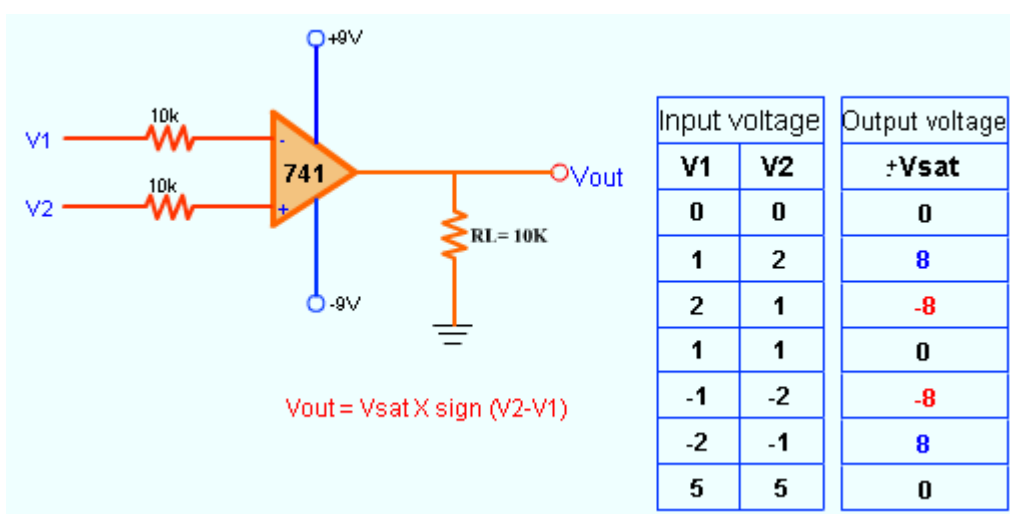 +9V
10k
V1
-
741
Vout
10k
V2
+
RL= 10K
-9V
Vout = Vsat X sign (V2-V1)
Input voltage Output voltage
V1 V2 ±Vsat
0 0 0
1 2 8
2 1 -8
1 1 0
-1 -2 -8
-2 -1 8
5 5 0